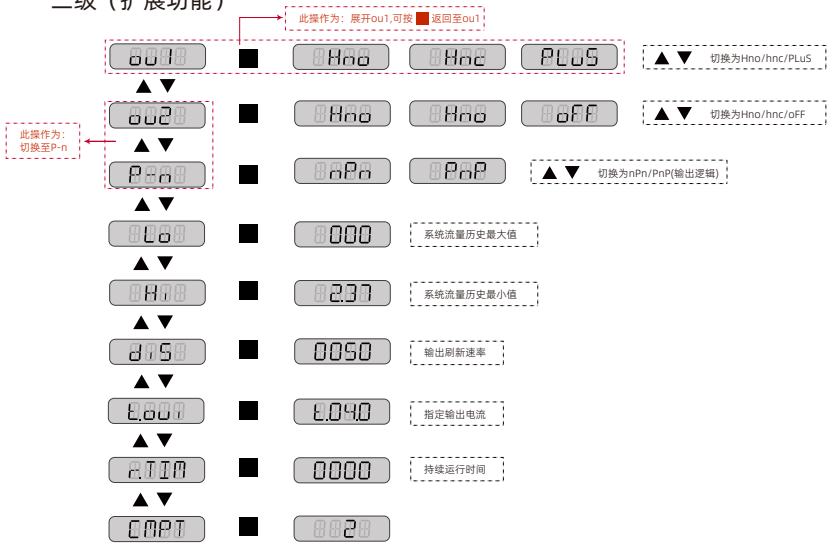 二级（扩展功能）
此操作为：展开ou1,可按 返回至ou1
ou1 Hno Hnc PLuS 切换为Hno/hnc/PLuS
ou2 Hno Hno oFF 切换为Hno/hnc/oFF
此操作为：
切换至P-n
P-n nPn PnP 切换为nPn/PnP(输出逻辑)
Lo 000 系统流量历史最大值
Hi 2.37 系统流量历史最小值
diS 0050 输出刷新速率
t.oui t.04.0 指定输出电流
r.TIM 0000 持续运行时间
CMPT 2